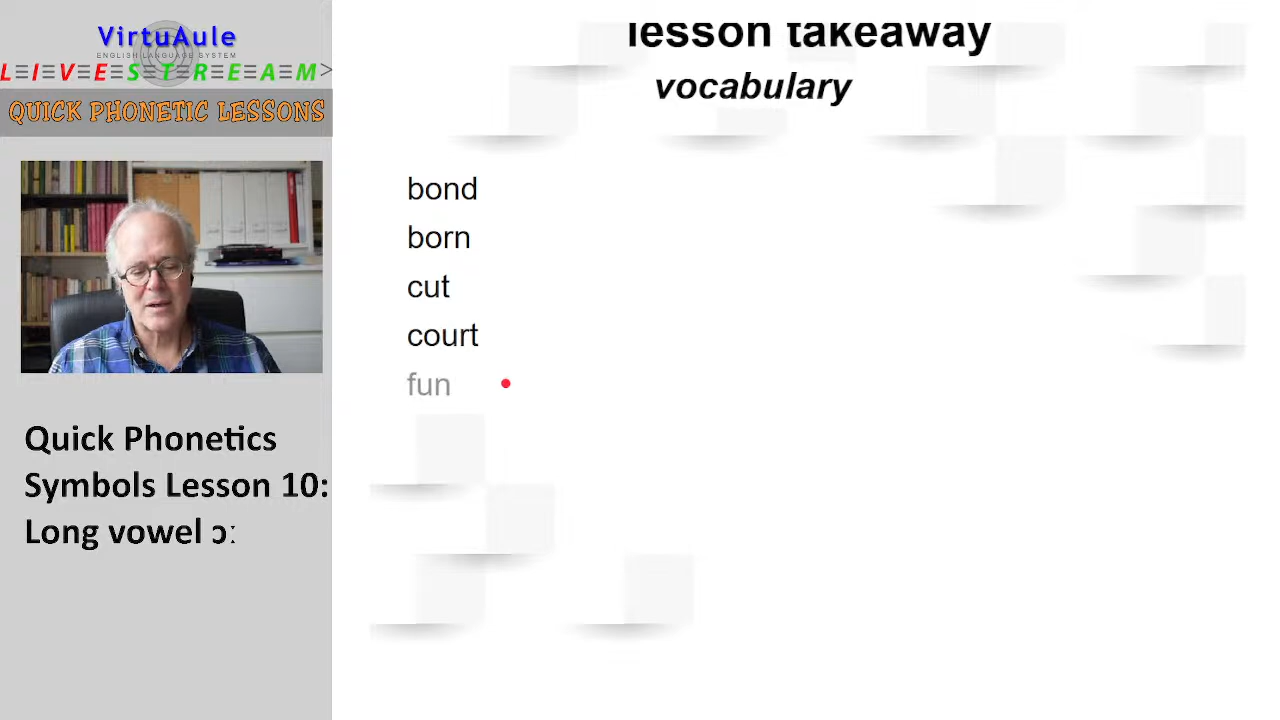 VirtuAule
ENGLISH LANGUAGE SYSTEM
L≡I≡V≡E≡S≡T≡R≡E≡A≡M>
QUICK PHONETIC LESSONS
Quick Phonetics
Symbols Lesson 10:
Long vowel ɔː
lesson takeaway
vocabulary
bond
born
cut
court
fun